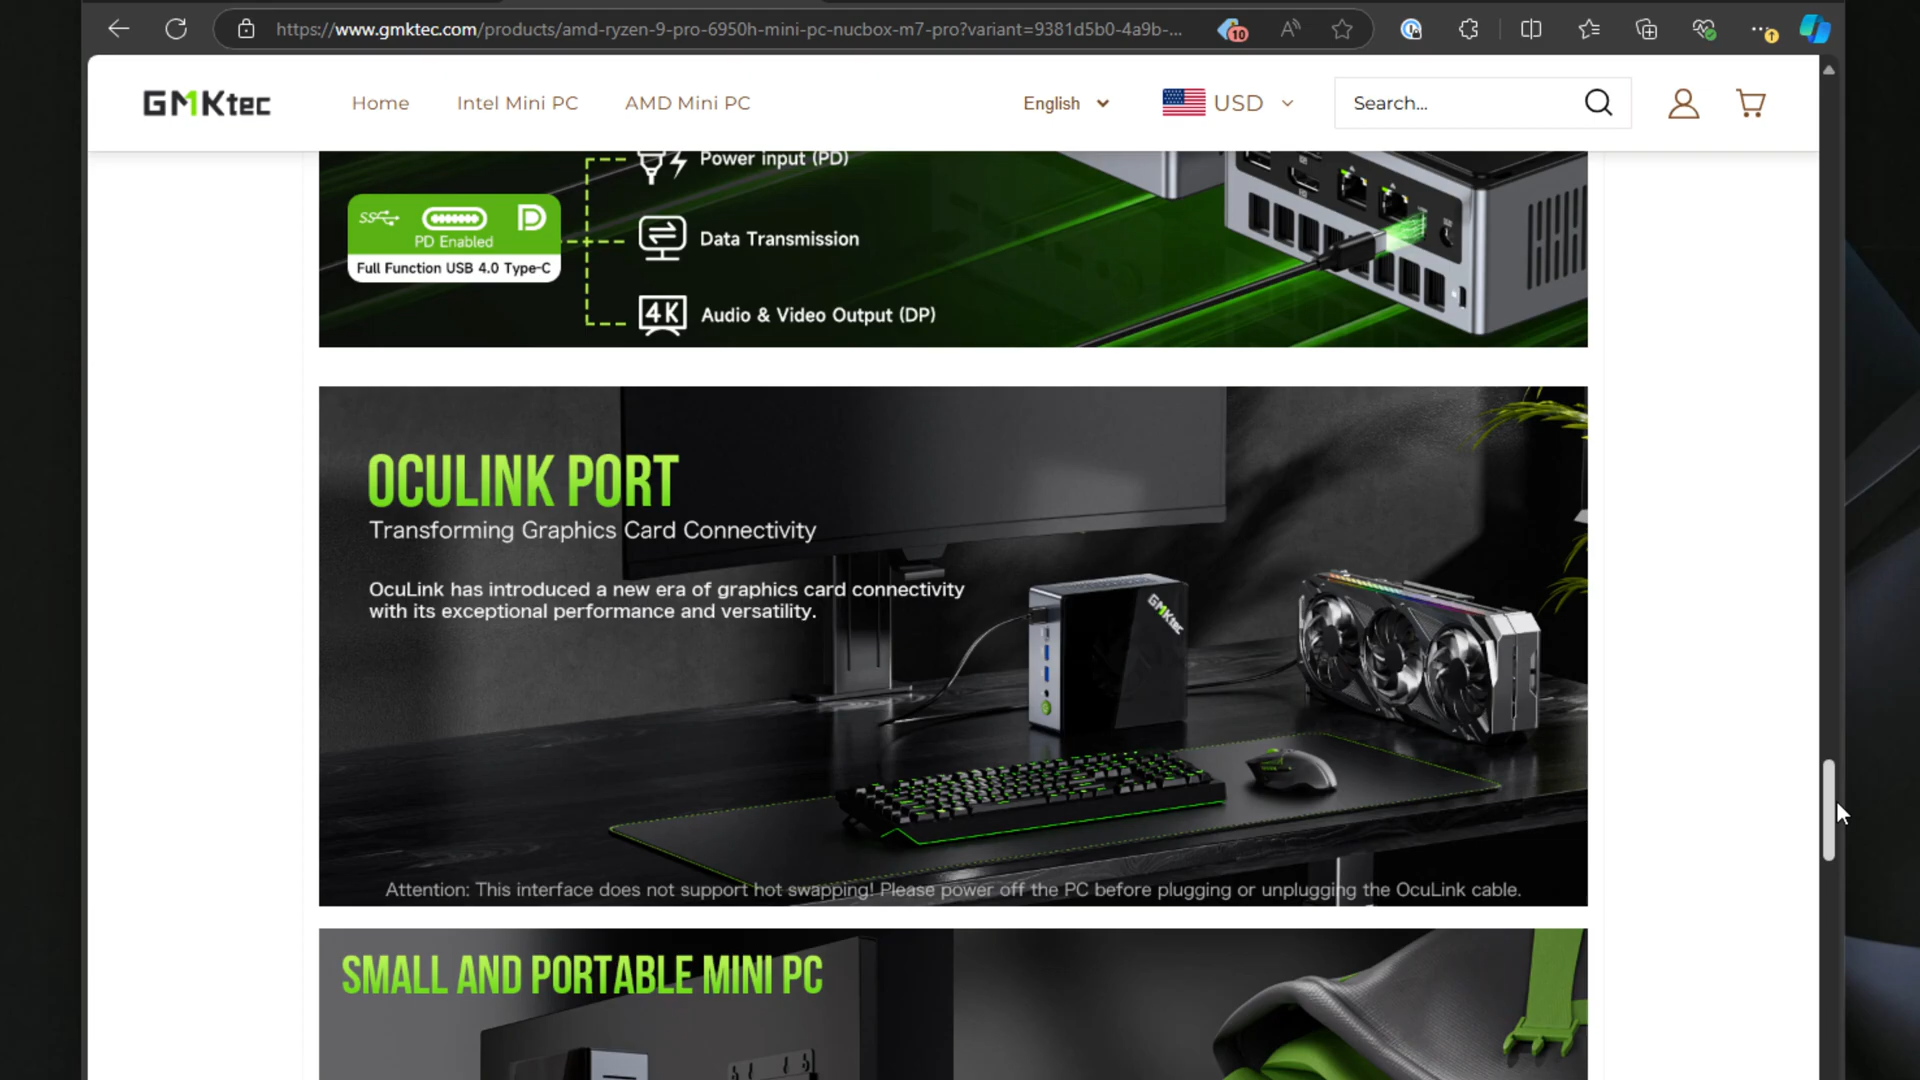 https://www.gmktec.com/products/amd-ryzen-9-pro-6950h-mini-pc-nucbox-m7-pro?variant=9381d5b0-4a9b-...
10
GMKtec
Home
Intel Mini PC
AMD Mini PC
English
USD
Search...
Power input (PD)
PD Enabled
Full Function USB 4.0 Type-C
Data Transmission
4K
Audio & Video Output (DP)
OCULINK PORT
Transforming Graphics Card Connectivity
OcuLink has introduced a new era of graphics card connectivity
with its exceptional performance and versatility.
GMKtec
Attention: This interface does not support hot swapping! Please power off the PC before plugging or unplugging the OcuLink cable.
SMALL AND PORTABLE MINI PC